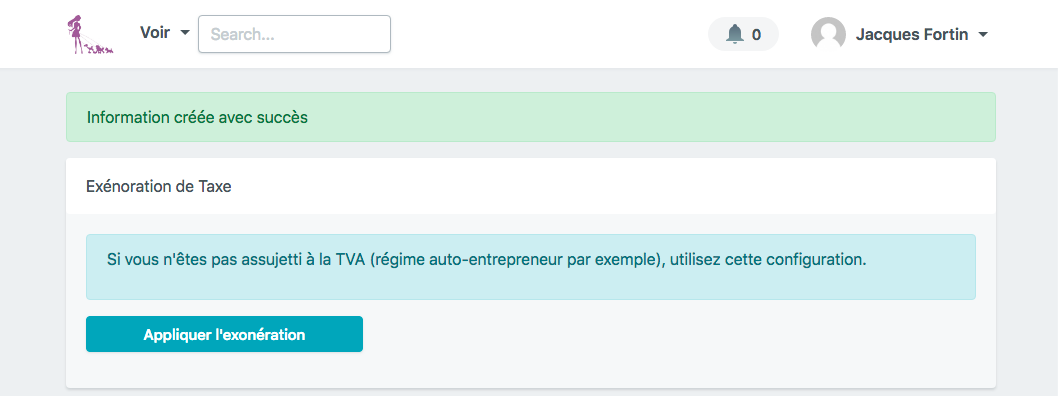 Voir
Search...
0
Jacques Fortin
Information créée avec succès
Exénoration de Taxe
Si vous n'êtes pas assujetti à la TVA (régime auto-entrepreneur par exemple), utilisez cette configuration.
Appliquer l'exonération